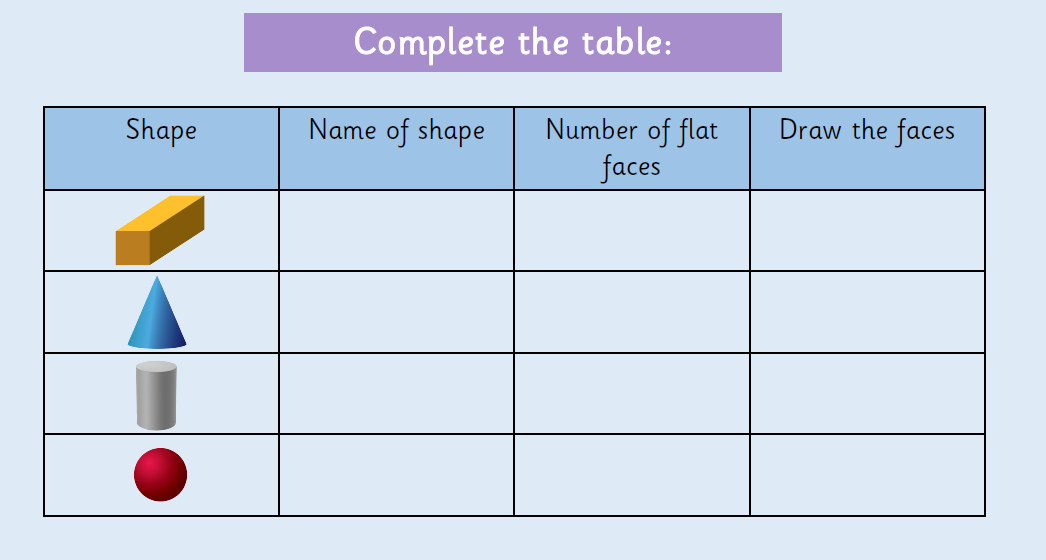 Complete the table:
Shape
Name of shape
Number of flat
faces
Draw the faces